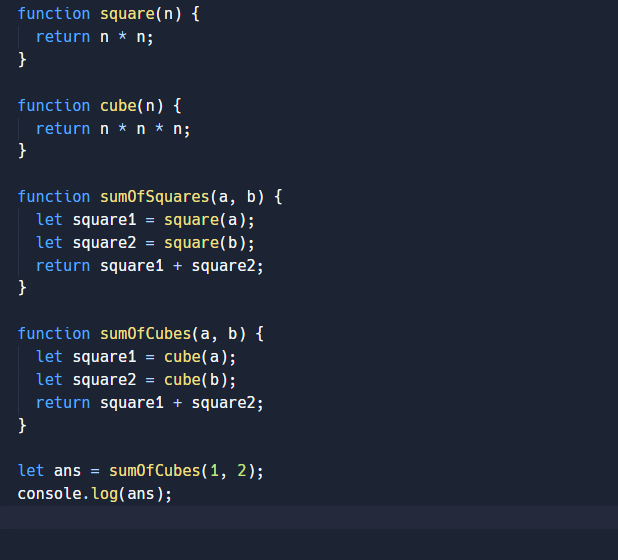 function square(n) {
  return n * n;
}

function cube(n) {
  return n * n * n;
}

function sumOfSquares(a, b) {
  let square1 = square(a);
  let square2 = square(b);
  return square1 + square2;
}

function sumOfCubes(a, b) {
  let square1 = cube(a);
  let square2 = cube(b);
  return square1 + square2;
}

let ans = sumOfCubes(1, 2);
console.log(ans);